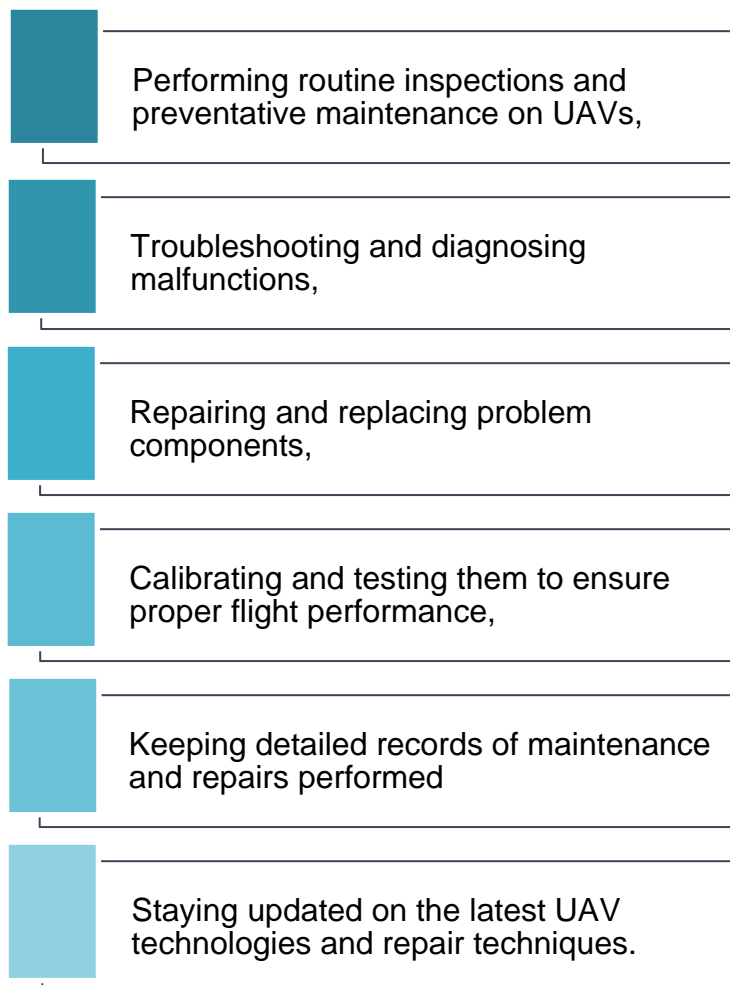 Performing routine inspections and
preventative maintenance on UAVs,
Troubleshooting and diagnosing
malfunctions,
Repairing and replacing problem
components,
Calibrating and testing them to ensure
proper flight performance,
Keeping detailed records of maintenance
and repairs performed
Staying updated on the latest UAV
technologies and repair techniques.